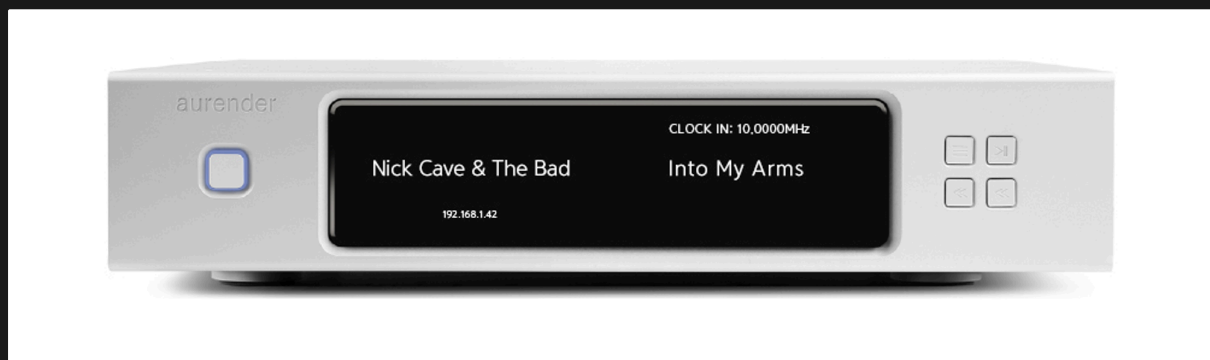 aurender
CLOCK IN: 10,0000MHz
Nick Cave & The Bad
Into My Arms
192.168.1.42